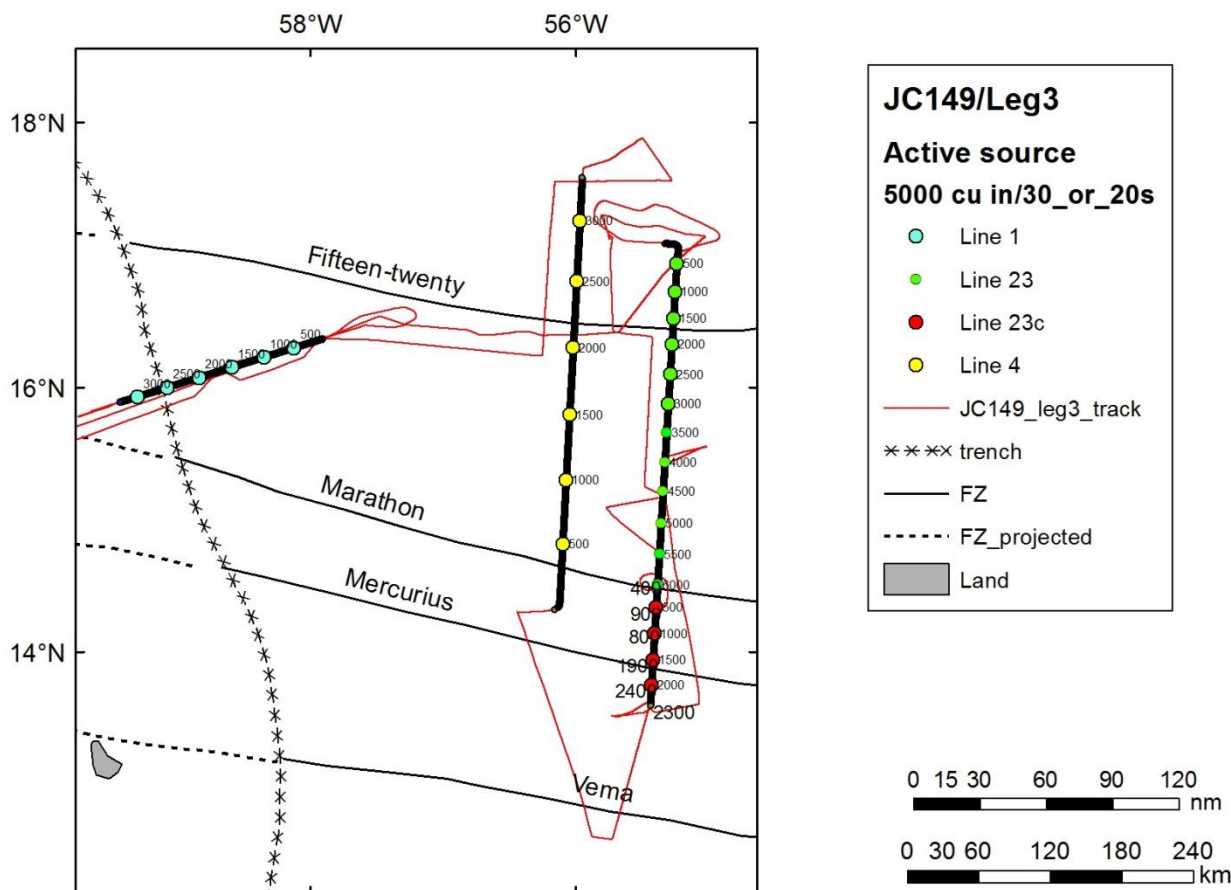 58°W 56°W
18°N
16°N
14°N
Fifteen-twenty
Marathon
Mercurius
Vema
3000
2500
2000
1500
1000
500
3000
2500
2000
1500
1000
500
500
1000
1500
2000
2500
3000
3500
4000
4500
5000
5500
6000
40
90 500
80 1000
190 1500
240 2000
2300
JC149/Leg3
Active source
5000 cu in/30_or_20s
Line 1
Line 23
Line 23c
Line 4
JC149_leg3_track
trench
FZ
FZ_projected
Land
0 15 30 60 90 120
nm
0 30 60 120 180 240
km